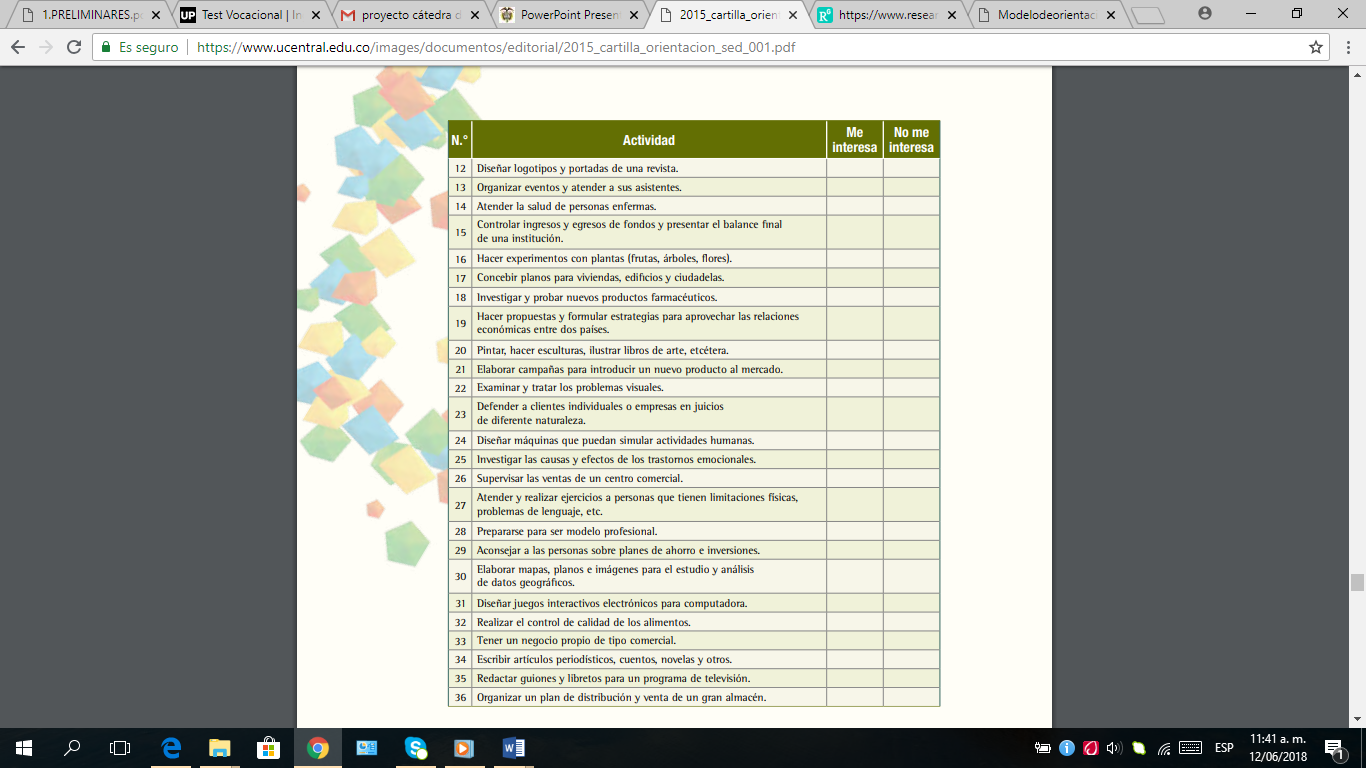 1.PRELIMINARES.p
Test Vocacional | In
proyecto cátedra d
PowerPoint Present
2015_cartilla_orient
https://www.resear
Modelodeorientac
Es seguro
https://www.ucentral.edu.co/images/documentos/editorial/2015_cartilla_orientacion_sed_001.pdf
N.° Actividad Me interesa No me interesa
12 Diseñar logotipos y portadas de una revista.
13 Organizar eventos y atender a sus asistentes.
14 Atender la salud de personas enfermas.
15 Controlar ingresos y egresos de fondos y presentar el balance final
de una institución.
16 Hacer experimentos con plantas (frutas, árboles, flores).
17 Concebir planos para viviendas, edificios y ciudadelas.
18 Investigar y probar nuevos productos farmacéuticos.
19 Hacer propuestas y formular estrategias para aprovechar las relaciones
económicas entre dos países.
20 Pintar, hacer esculturas, ilustrar libros de arte, etcétera.
21 Elaborar campañas para introducir un nuevo producto al mercado.
22 Examinar y tratar los problemas visuales.
23 Defender a clientes individuales o empresas en juicios
de diferente naturaleza.
24 Diseñar máquinas que puedan simular actividades humanas.
25 Investigar las causas y efectos de los trastornos emocionales.
26 Supervisar las ventas de un centro comercial.
27 Atender y realizar ejercicios a personas que tienen limitaciones físicas,
problemas de lenguaje, etc.
28 Prepararse para ser modelo profesional.
29 Aconsejar a las personas sobre planes de ahorro e inversiones.
30 Elaborar mapas, planos e imágenes para el estudio y análisis
de datos geográficos.
31 Diseñar juegos interactivos electrónicos para computadora.
32 Realizar el control de calidad de los alimentos.
33 Tener un negocio propio de tipo comercial.
34 Escribir artículos periodísticos, cuentos, novelas y otros.
35 Redactar guiones y libretos para un programa de televisión.
36 Organizar un plan de distribución y venta de un gran almacén.
ESP
11:41 a. m.
12/06/2018